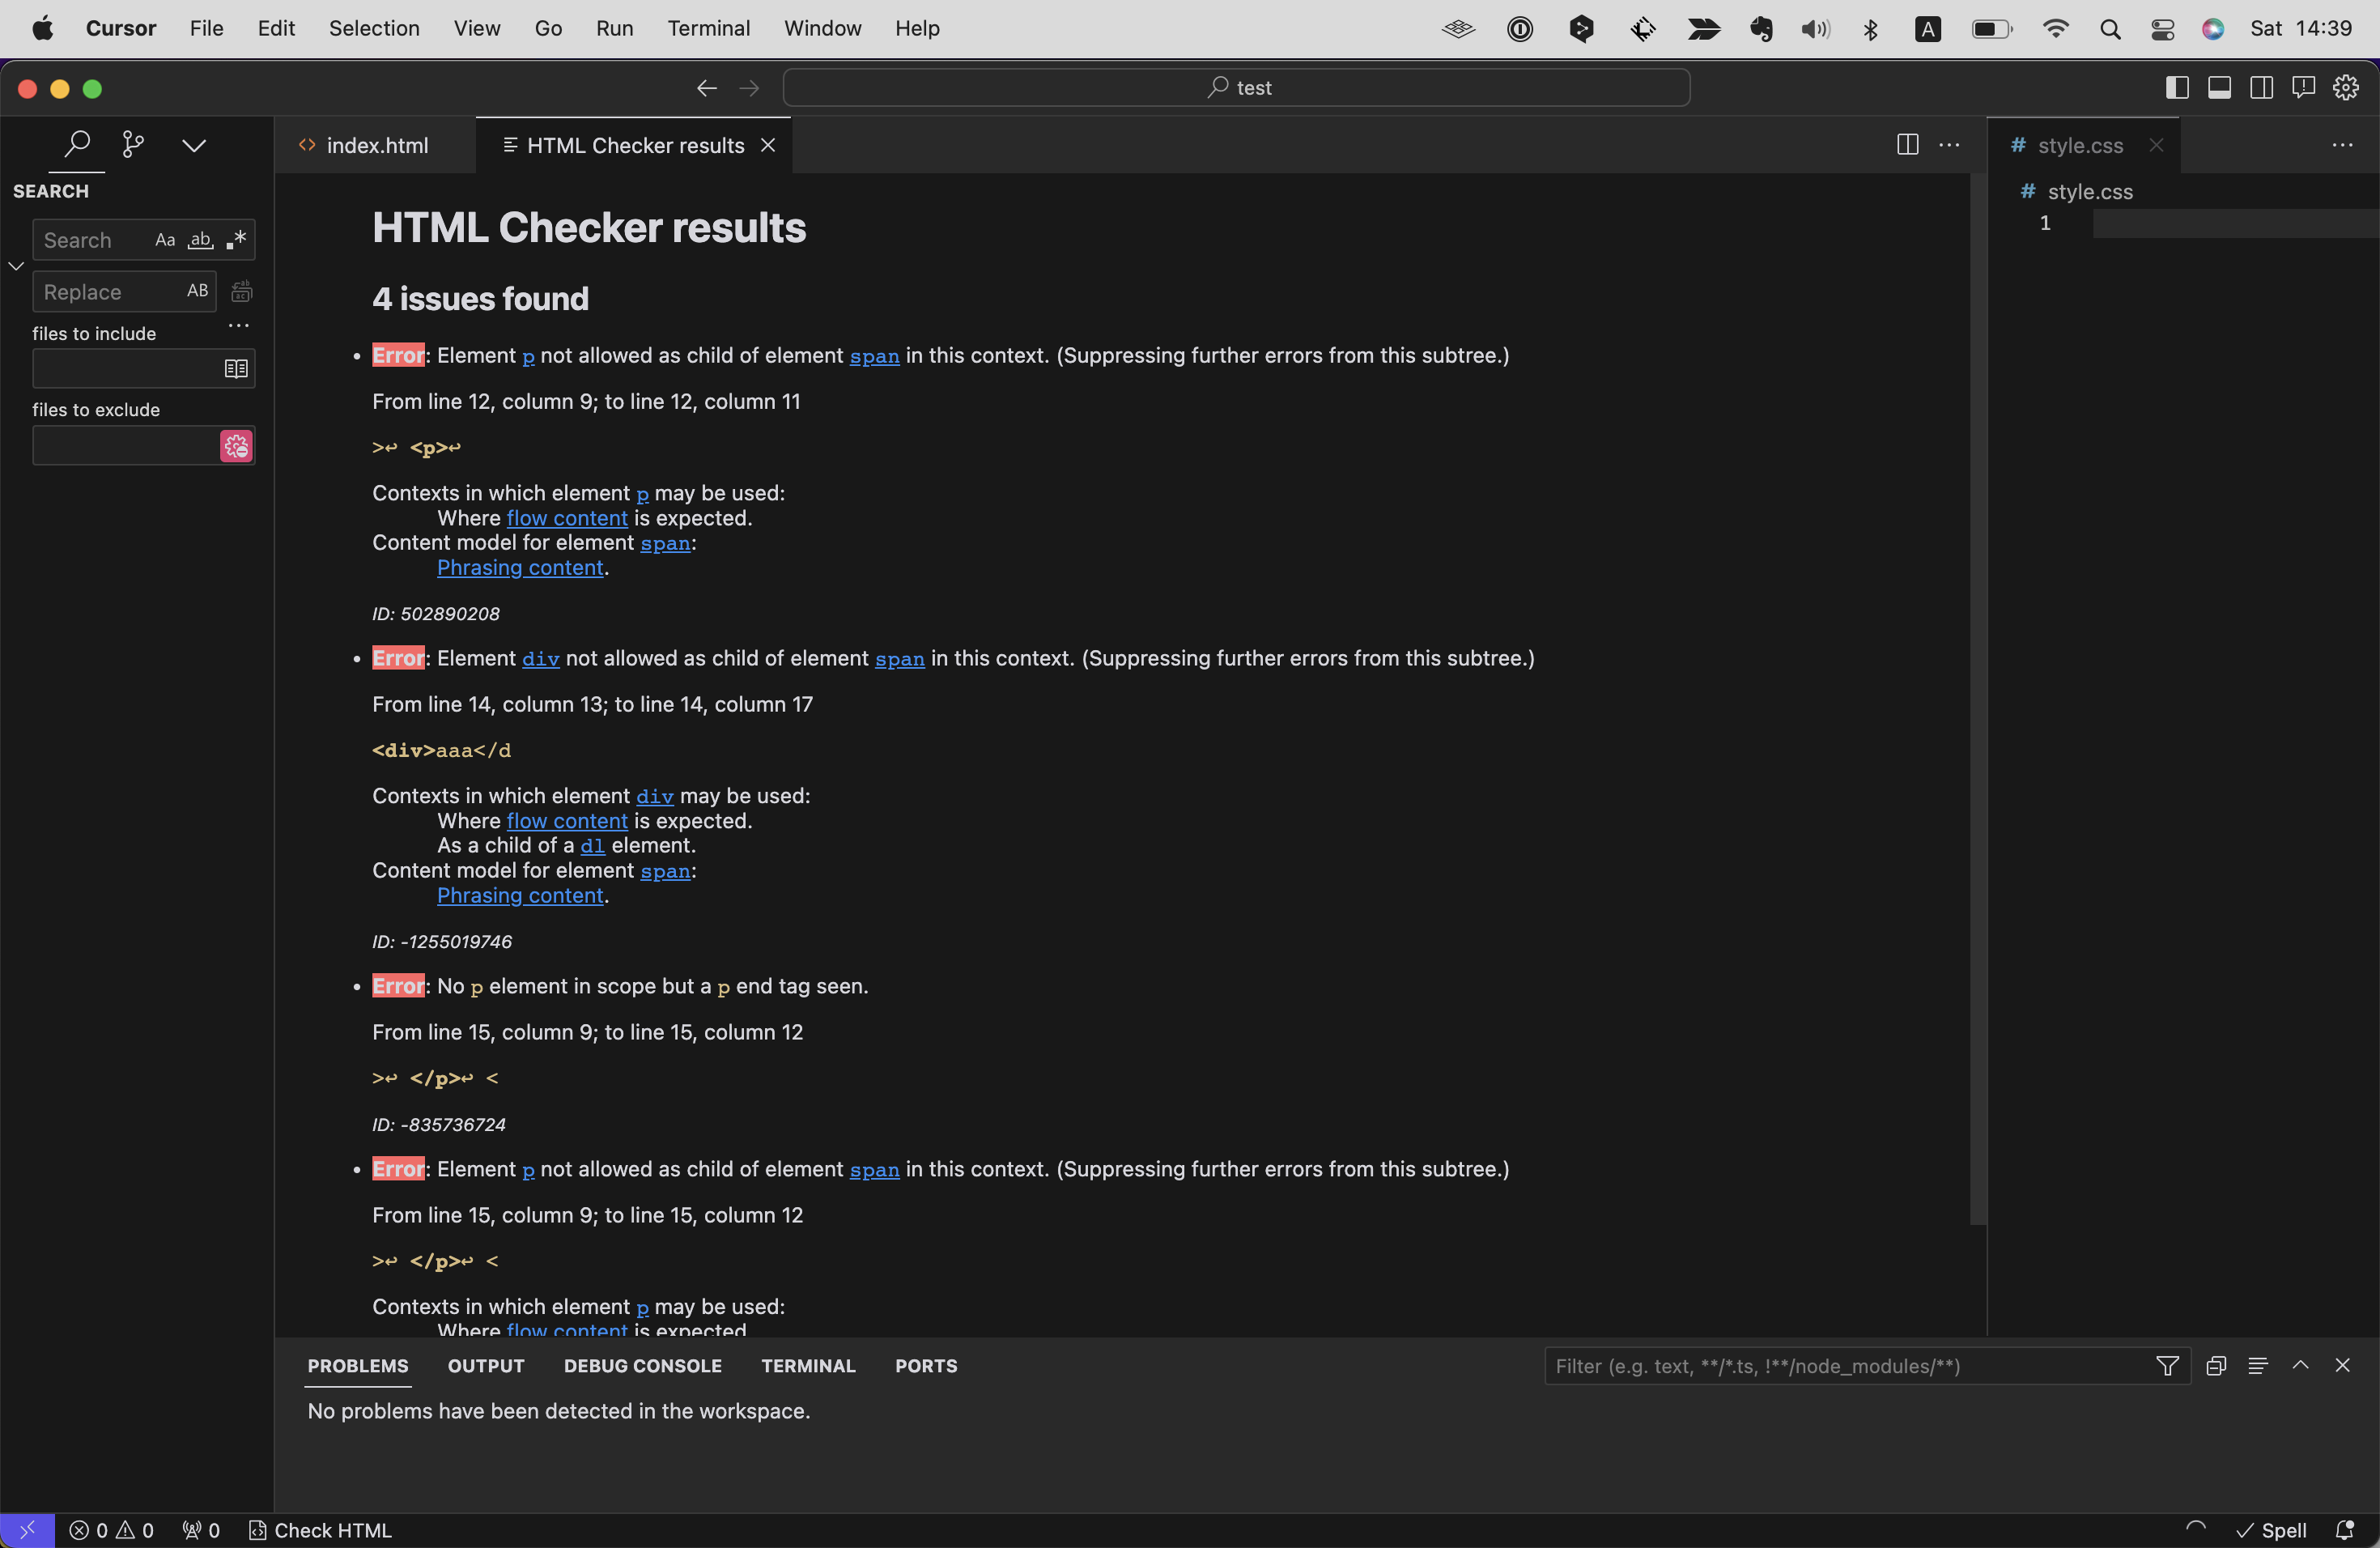 Cursor File Edit Selection View Go Run Terminal Window Help
A Sat 14:39
test
SEARCH
Search Aa ab
Replace AB
files to include
files to exclude
index.html
HTML Checker results
HTML Checker results
4 issues found
Error: Element p not allowed as child of element span in this context. (Suppressing further errors from this subtree.)
From line 12, column 9; to line 12, column 11
>↩ <p>↩
Contexts in which element p may be used:
Where flow content is expected.
Content model for element span:
Phrasing content.
ID: 502890208
Error: Element div not allowed as child of element span in this context. (Suppressing further errors from this subtree.)
From line 14, column 13; to line 14, column 17
<div>aaa</d
Contexts in which element div may be used:
Where flow content is expected.
As a child of a dl element.
Content model for element span:
Phrasing content.
ID: -1255019746
Error: No p element in scope but a p end tag seen.
From line 15, column 9; to line 15, column 12
>↩ </p>↩ <
ID: -835736724
Error: Element p not allowed as child of element span in this context. (Suppressing further errors from this subtree.)
From line 15, column 9; to line 15, column 12
>↩ </p>↩ <
Contexts in which element p may be used:
Where flow content is expected
# style.css
# style.css
1
PROBLEMS OUTPUT DEBUG CONSOLE TERMINAL PORTS
Filter (e.g. text, **/*.ts, !**/node_modules/**)
No problems have been detected in the workspace.
0 0 0 Check HTML
Spell